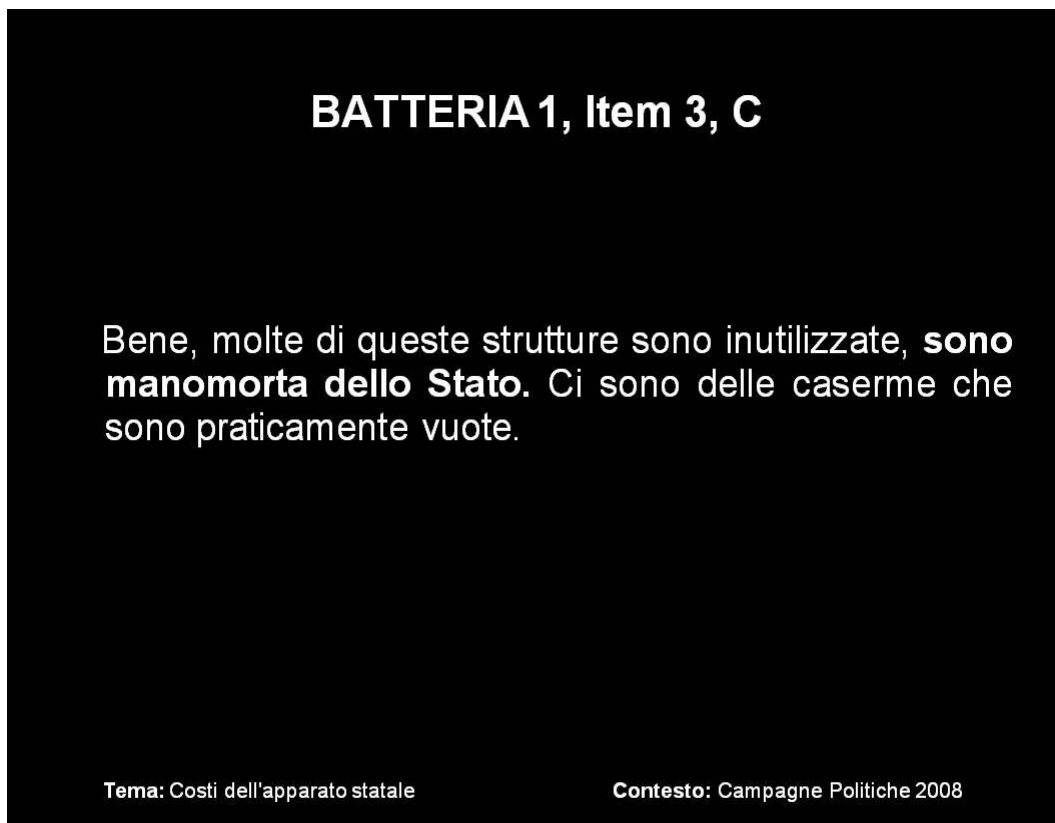 BATTERIA 1, Item 3, C
Bene, molte di queste strutture sono inutilizzate, sono
manomorta dello Stato. Ci sono delle caserme che
sono praticamente vuote.
Tema: Costi dell'apparato statale Contesto: Campagne Politiche 2008